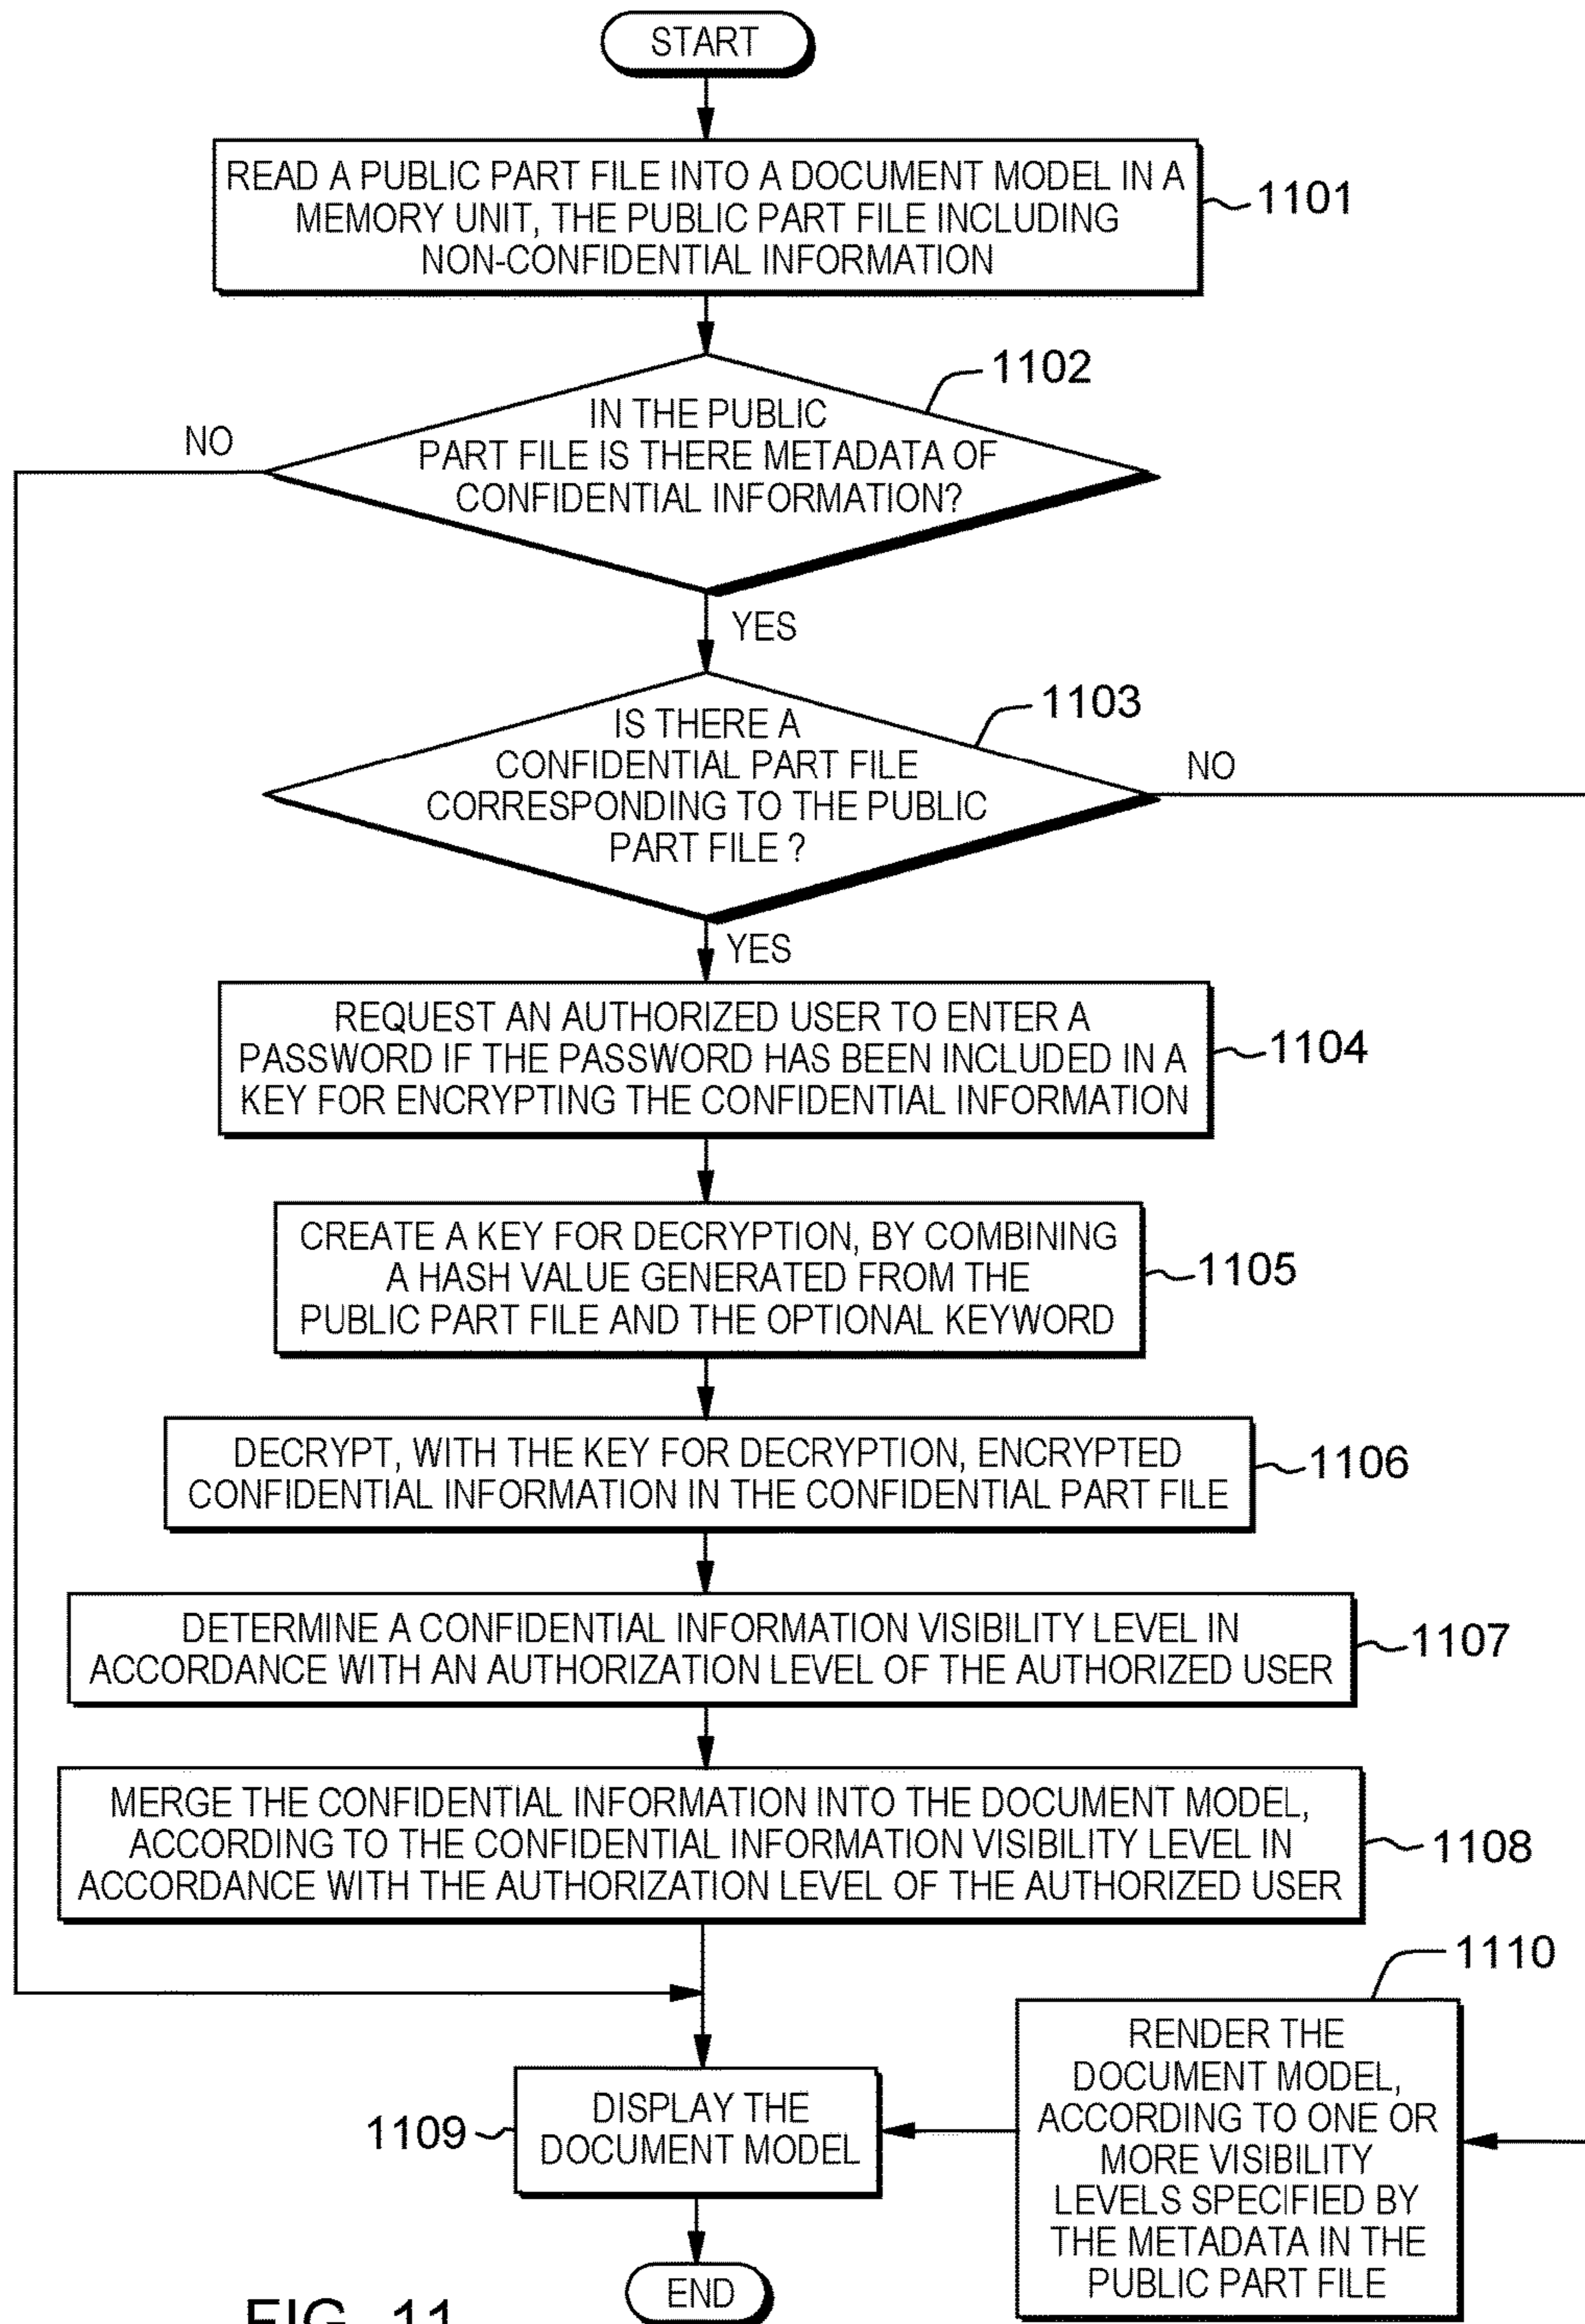 START
READ A PUBLIC PART FILE INTO A DOCUMENT MODEL IN A
MEMORY UNIT, THE PUBLIC PART FILE INCLUDING
NON-CONFIDENTIAL INFORMATION
1101
1102
IN THE PUBLIC
PART FILE IS THERE METADATA OF
CONFIDENTIAL INFORMATION?
NO
YES
1103
IS THERE A
CONFIDENTIAL PART FILE
CORRESPONDING TO THE PUBLIC
PART FILE ?
NO
YES
REQUEST AN AUTHORIZED USER TO ENTER A
PASSWORD IF THE PASSWORD HAS BEEN INCLUDED IN A
KEY FOR ENCRYPTING THE CONFIDENTIAL INFORMATION
1104
CREATE A KEY FOR DECRYPTION, BY COMBINING
A HASH VALUE GENERATED FROM THE
PUBLIC PART FILE AND THE OPTIONAL KEYWORD
1105
DECRYPT, WITH THE KEY FOR DECRYPTION, ENCRYPTED
CONFIDENTIAL INFORMATION IN THE CONFIDENTIAL PART FILE
1106
DETERMINE A CONFIDENTIAL INFORMATION VISIBILITY LEVEL IN
ACCORDANCE WITH AN AUTHORIZATION LEVEL OF THE AUTHORIZED USER
1107
MERGE THE CONFIDENTIAL INFORMATION INTO THE DOCUMENT MODEL,
ACCORDING TO THE CONFIDENTIAL INFORMATION VISIBILITY LEVEL IN
ACCORDANCE WITH THE AUTHORIZATION LEVEL OF THE AUTHORIZED USER
1108
1110
RENDER THE
DOCUMENT MODEL,
ACCORDING TO ONE OR
MORE VISIBILITY
LEVELS SPECIFIED BY
THE METADATA IN THE
PUBLIC PART FILE
1109
DISPLAY THE
DOCUMENT MODEL
END
FIG. 11